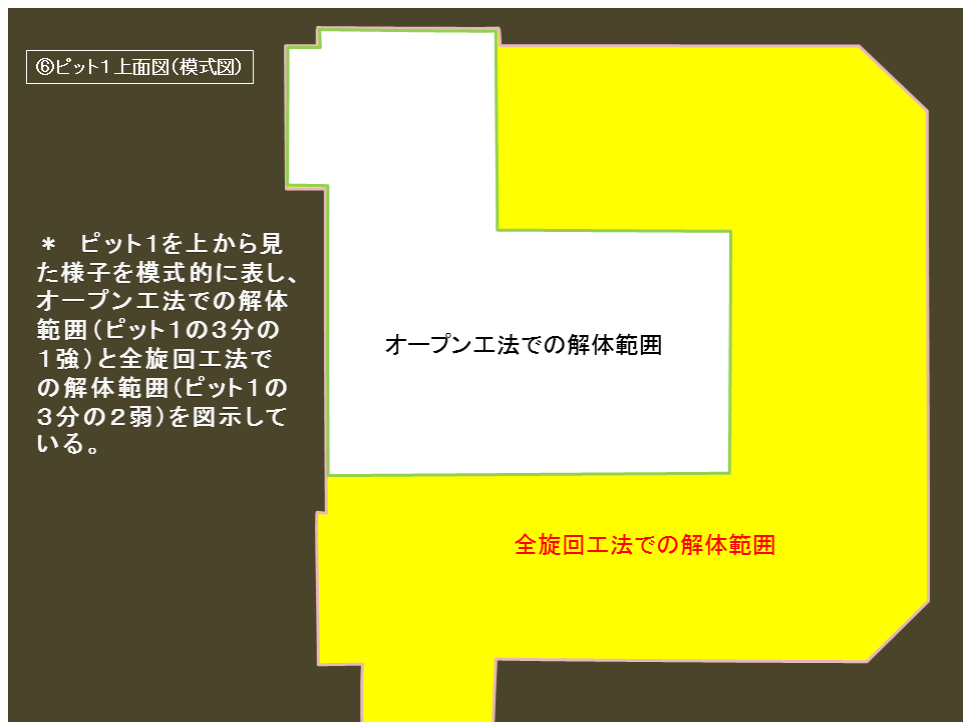 ⑥ピット1上面図(模式図)
* ピット1を上から見
た様子を模式的に表し、
オープン工法での解体
範囲(ピット1の3分の
1強)と全旋回工法で
の解体範囲(ピット1の
3分の2弱)を図示して
いる。
オープン工法での解体範囲
全旋回工法での解体範囲